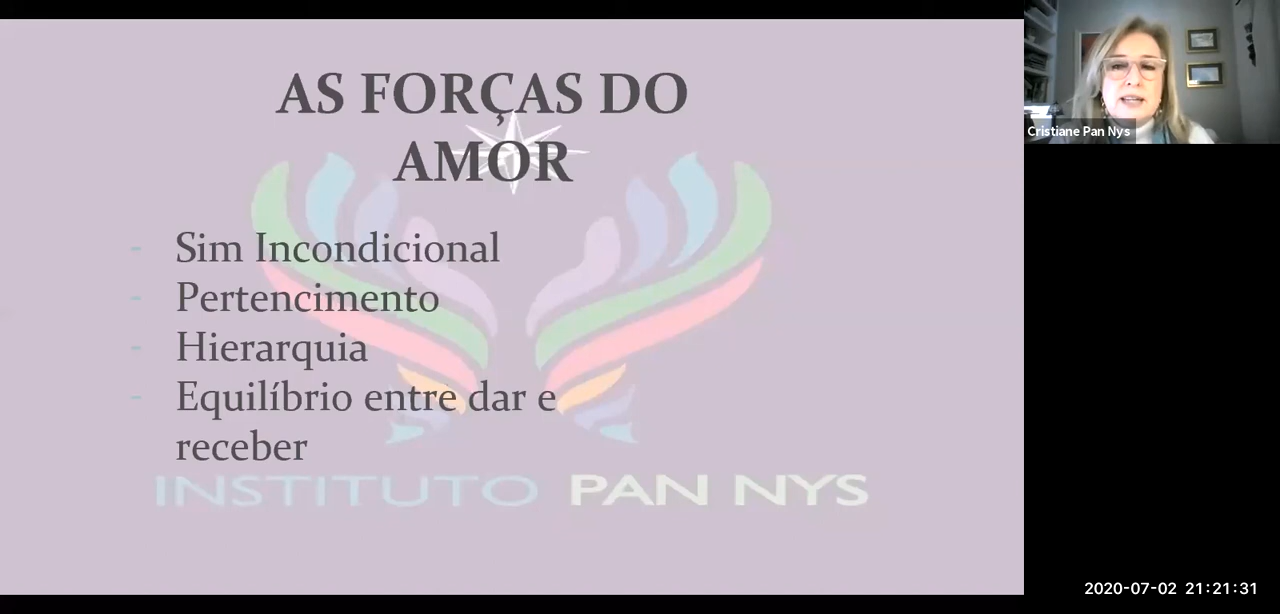 AS FORÇAS DO
AMOR
- Sim Incondicional
- Pertencimento
- Hierarquia
- Equilíbrio entre dar e
receber
INSTITUTO PAN NYS
Cristiane Pan Nys
2020-07-02 21:21:31